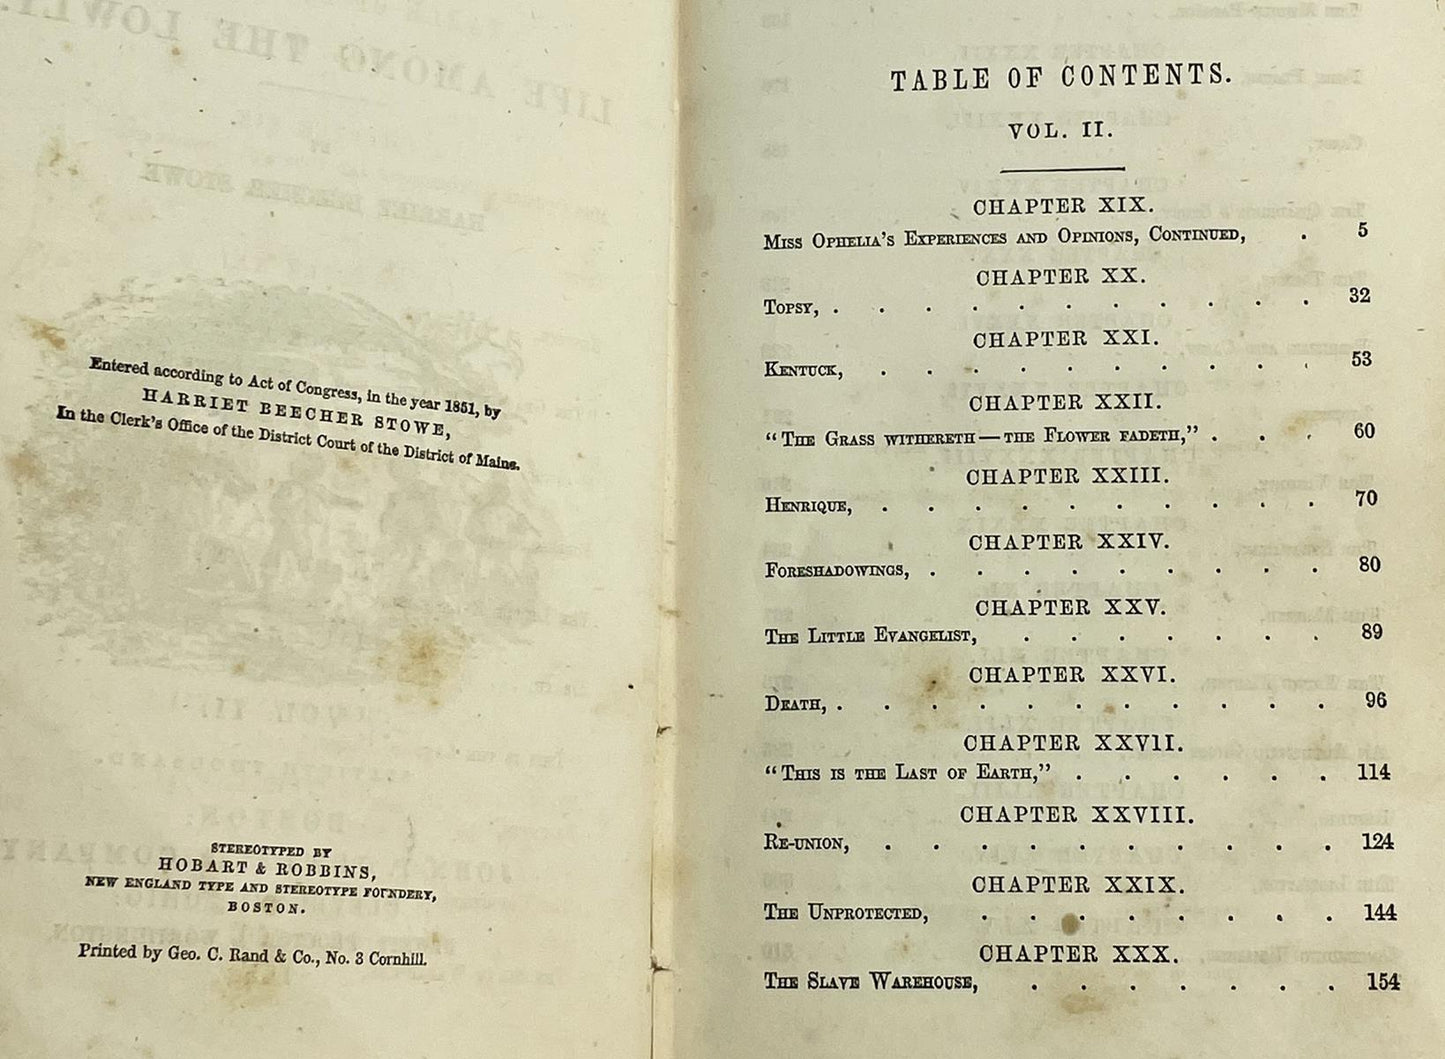 Entered according to Act of Congress, in the year 1851, by
HARRIET BEECHER STOWE,
In the Clerk's Office of the District Court of the District of Maine.
STEREOTYPED BY
HOBART & ROBBINS,
NEW ENGLAND TYPE AND STEREOTYPE FOUNDERY,
BOSTON.
Printed by Geo. C. Rand & Co., No. 3 Cornhill.
TABLE OF CONTENTS.
VOL. II.
CHAPTER XIX.
Miss Ophelia's Experiences and Opinions, Continued, . 5
CHAPTER XX.
Topsy, . . . . . . . . . . . 32
CHAPTER XXI.
Kentuck, . . . . . . . . . . 53
CHAPTER XXII.
"The Grass withereth — the Flower fadeth," . . . 60
CHAPTER XXIII.
Henrique, . . . . . . . . . . 70
CHAPTER XXIV.
Foreshadowings, . . . . . . . . . 80
CHAPTER XXV.
The Little Evangelist, . . . . . . . 89
CHAPTER XXVI.
Death, . . . . . . . . . . . 96
CHAPTER XXVII.
"This is the Last of Earth," . . . . . . 114
CHAPTER XXVIII.
Re-union, . . . . . . . . . . 124
CHAPTER XXIX.
The Unprotected, . . . . . . . . 144
CHAPTER XXX.
The Slave Warehouse, . . . . . . . 154